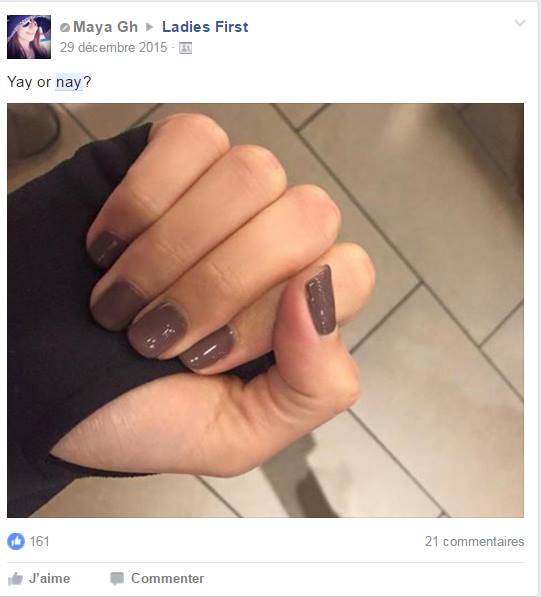 Maya Gh Ladies First
29 décembre 2015 ·
Yay or nay?
161
21 commentaires
J'aime Commenter